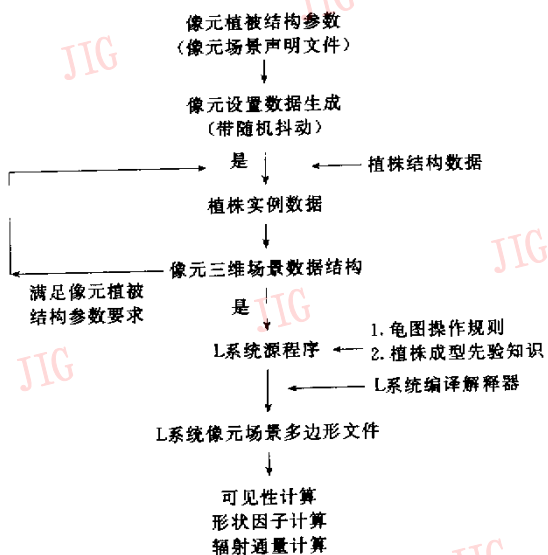 像元植被结构参数
(像元场景声明文件)
像元设置数据生成
(带随机抖动)
是
植株结构数据
植株实例数据
像元三维场景数据结构
满足像元植被
结构参数要求
是
L系统源程序
1.龟图操作规则
2.植株成型先验知识
L系统编译解释器
L系统像元场景多边形文件
可见性计算
形状因子计算
辐射通量计算
JIG
JIG
JIG
JIG
JIG
JIG